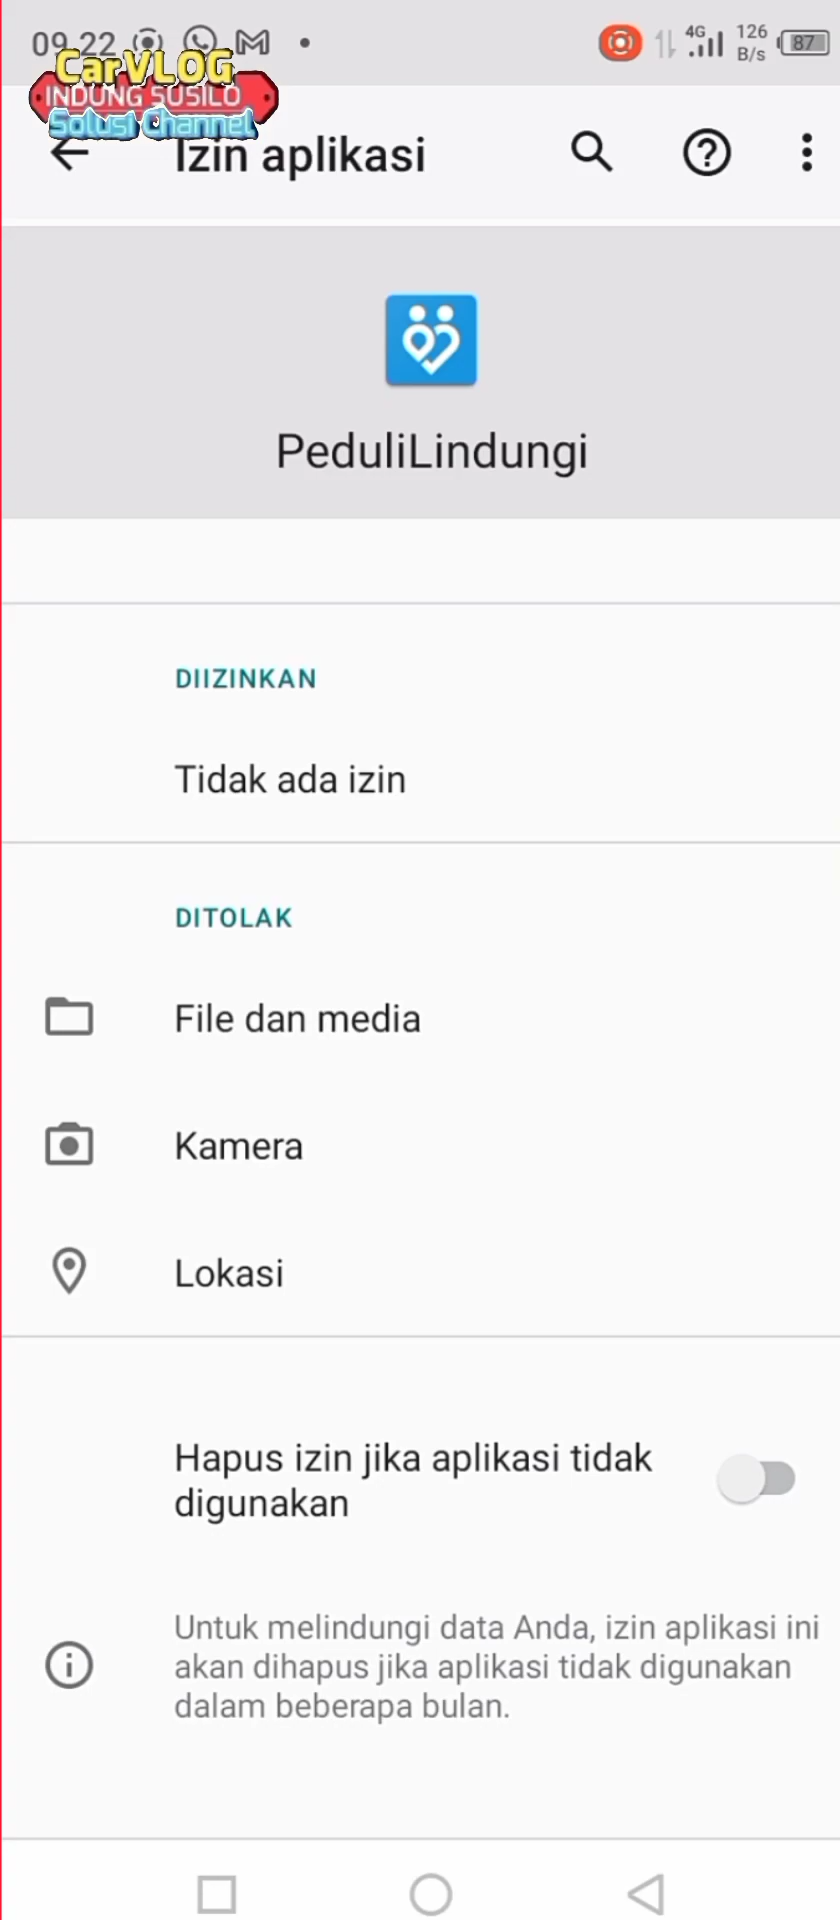 09.22
4G
126
B/s
87
CarVLOG
INDUNG SUSILO
Solusi Channel
Izin aplikasi
PeduliLindungi
DIIZINKAN
Tidak ada izin
DITOLAK
File dan media
Kamera
Lokasi
Hapus izin jika aplikasi tidak
digunakan
Untuk melindungi data Anda, izin aplikasi ini
akan dihapus jika aplikasi tidak digunakan
dalam beberapa bulan.